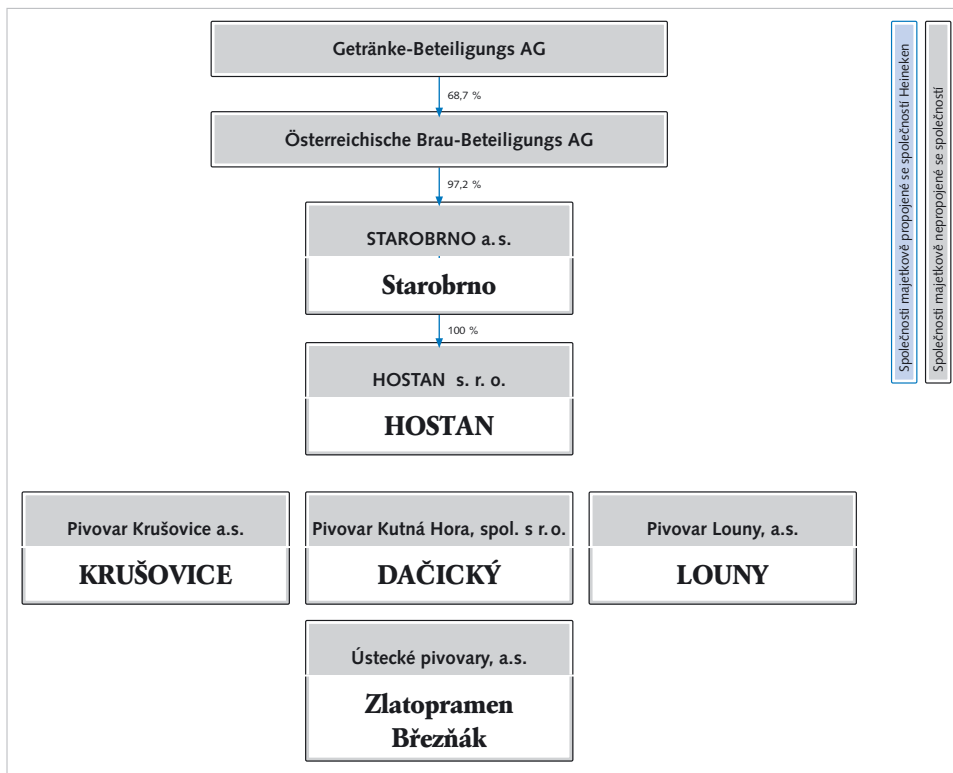 Getränke-Beteiligungs AG
68,7 %
Österreichische Brau-Beteiligungs AG
97,2 %
STAROBRNO a. s.
Starobrno
100 %
HOSTAN s. r. o.
HOSTAN
Pivovar Krušovice a.s.
KRUŠOVICE
Pivovar Kutná Hora, spol. s r. o.
DAČICKÝ
Pivovar Louny, a.s.
LOUNY
Ústecké pivovary, a.s.
Zlatopramen
Březňák
Společnosti majetkově propojené se společností Heineken
Společnosti majetkově nepropojené se společností